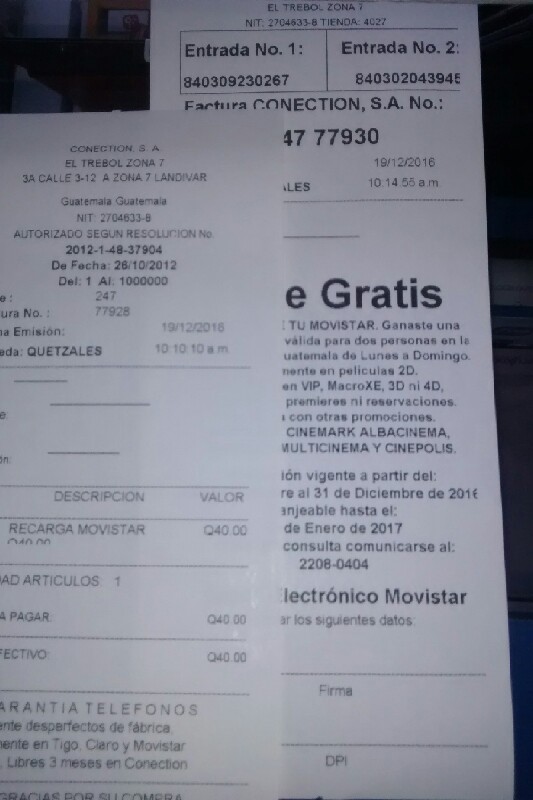 EL TREBOL ZONA 7
NIT: 2704633-8 TIENDA: 4027
Entrada No. 1: Entrada No. 2:
840309230267 840302043945
Factura CONECTION, S.A. No.:
47 77930
19/12/2016
ALES 10:14:55 a.m.
e Gratis
TU MOVISTAR. Ganaste una
válida para dos personas en la
uatemala de Lunes a Domingo.
mente en peliculas 2D.
en VIP, MacroXE, 3D ni 4D,
premieres ni reservaciones.
con otras promociones.
CINEMARK ALBACINEMA,
MULTICINEMA Y CINEPOLIS.
ión vigente a partir del:
re al 31 de Diciembre de 2016
anjeable hasta el:
de Enero de 2017
consulta comunicarse al:
2208-0404
lectrónico Movistar
ar los siguientes datos:
Firma
DPI
CONECTION, S. A.
EL TREBOL ZONA 7
3A CALLE 3-12 A ZONA 7 LANDIVAR
Guatemala,Guatemala
NIT: 2704633-8
AUTORIZADO SEGUN RESOLUCION No.
2012-1-48-37904
De Fecha: 26/10/2012
Del: 1 Al: 1000000
e : 247
ura No. : 77928
a Emisión: 19/12/2016
eda: QUETZALES 10:10:10 a.m.
e:
ón:
DESCRIPCION VALOR
RECARGA MOVISTAR Q40.00
Q40.00
AD ARTICULOS: 1
A PAGAR: Q40.00
FECTIVO: Q40.00
ARANTIA TELEFONOS
ente desperfectos de fábrica,
mente en Tigo, Claro y Movistar
, Libres 3 meses en Conection
GRACIAS POR SU COMPRA